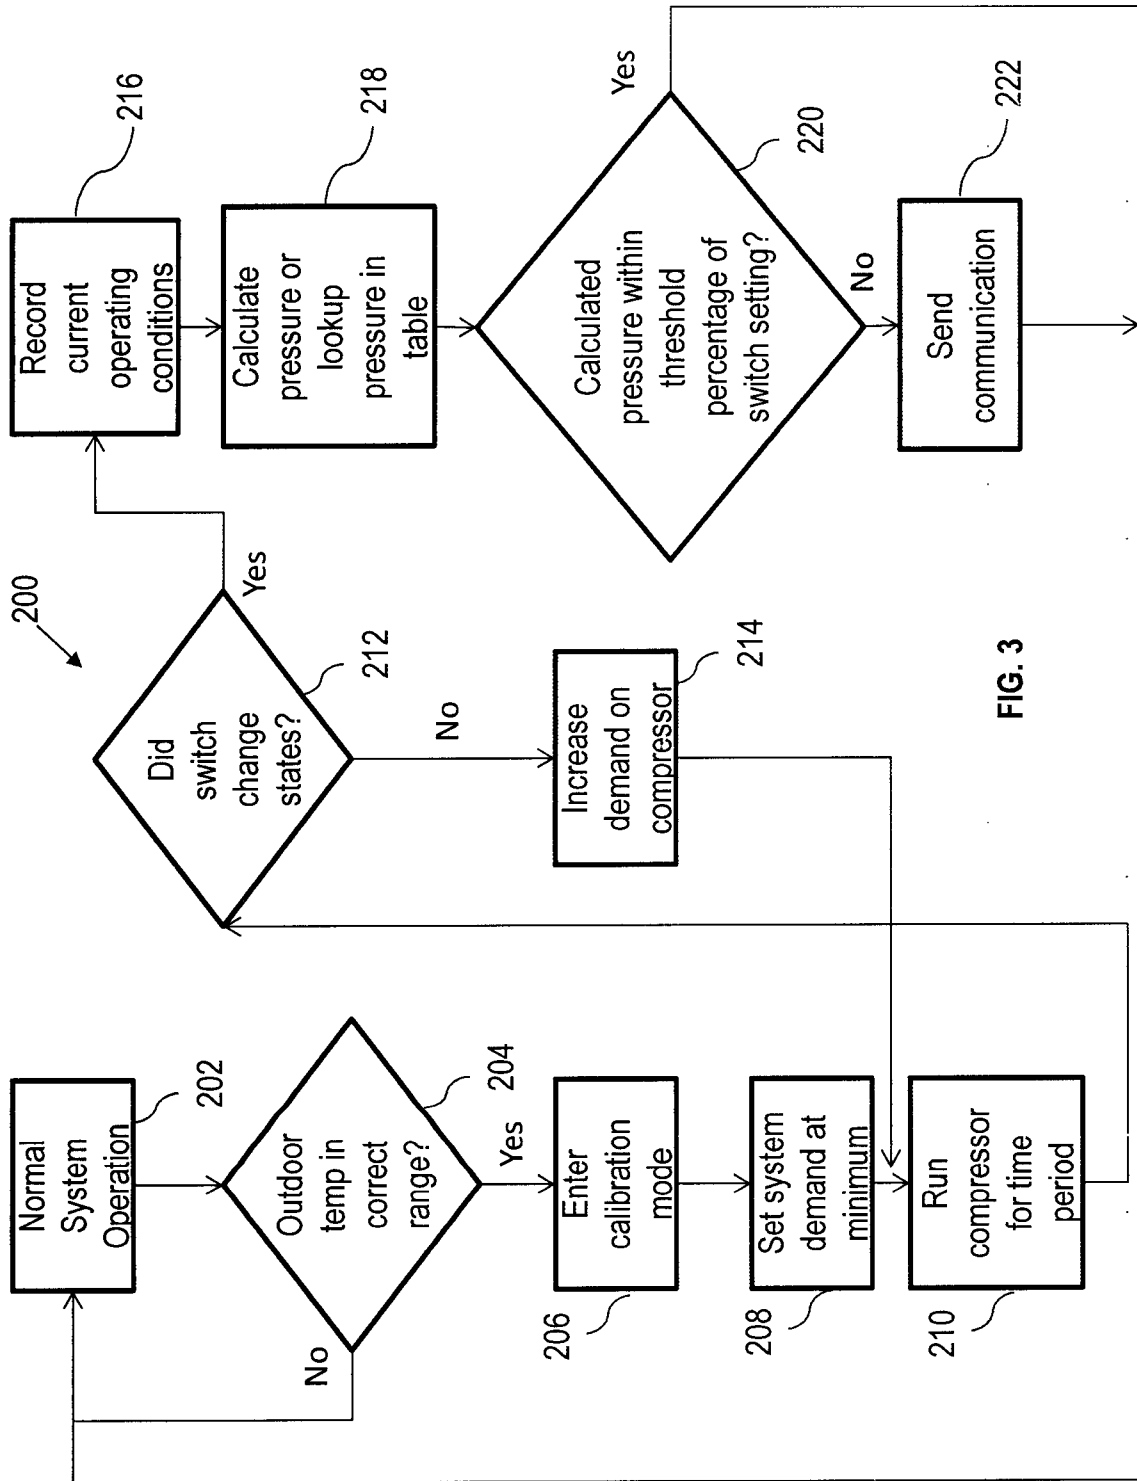 200
Normal
System
Operation
202
Outdoor
temp in
correct
range?
204
No
Yes
Enter
calibration
mode
206
Set system
demand at
minimum
208
Run
compressor
for time
period
210
Did
switch
change
states?
212
Yes
No
Increase
demand on
compressor
214
Record
current
operating
conditions
216
Calculate
pressure or
lookup
pressure in
table
218
Calculated
pressure within
threshold
percentage of
switch setting?
220
Yes
No
Send
communication
222
FIG. 3